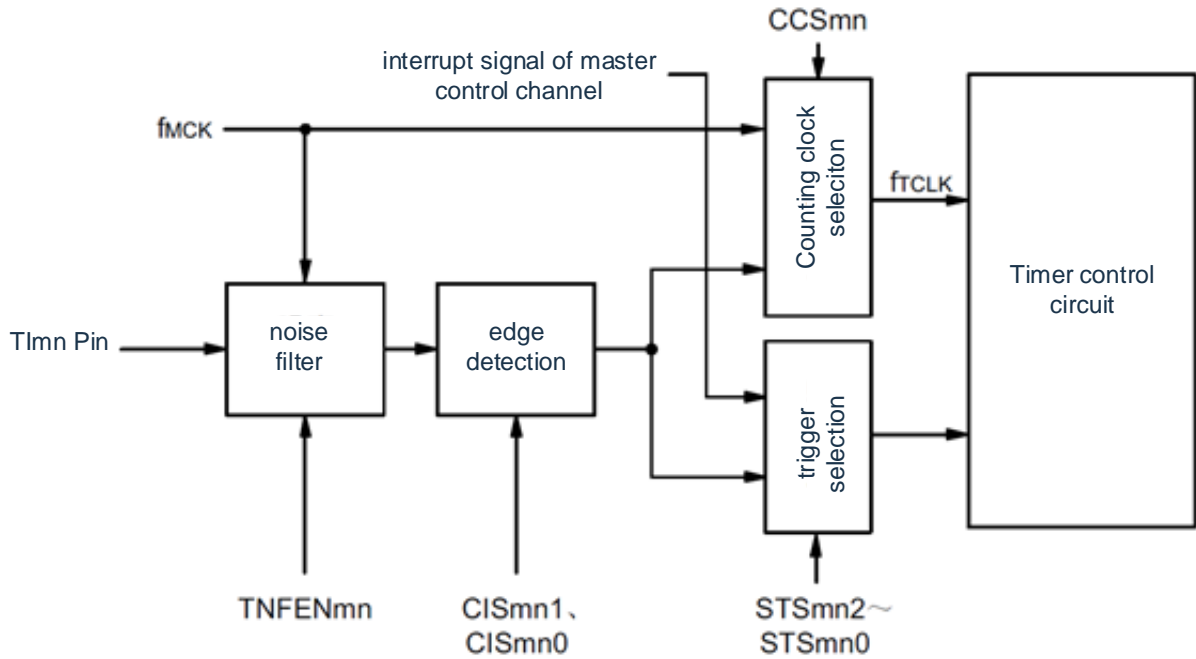 CCSmn
interrupt signal of master
control channel
fMCK
Counting clock
seleciton
fTCLK
Timer control
circuit
TImn Pin
noise
filter
edge
detection
trigger
selection
TNFENmn
CISmn1、
CISmn0
STSmn2～
STSmn0